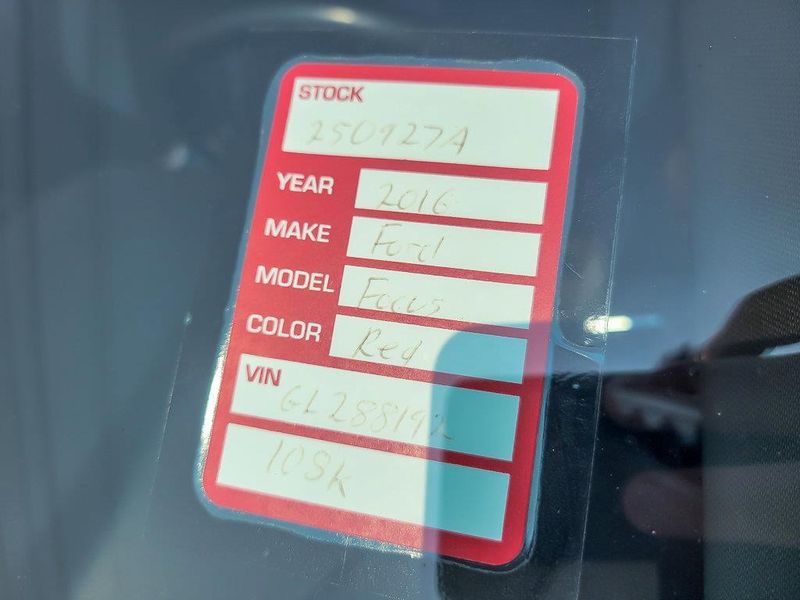 STOCK
250927A
YEAR 2016
MAKE Ford
MODEL Focus
COLOR Red
VIN
GL288192
108k